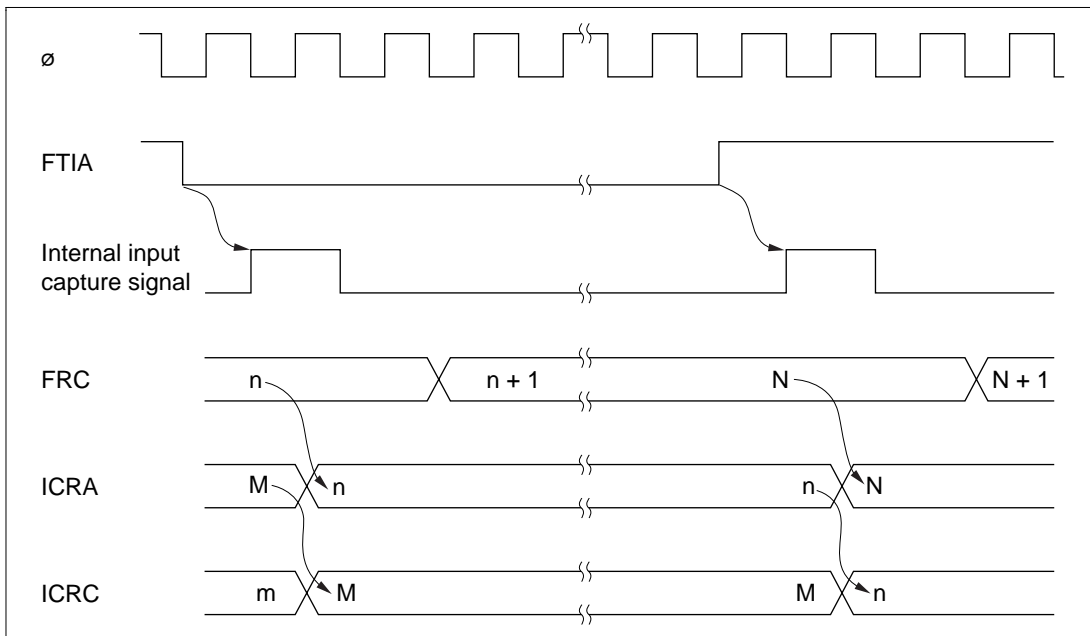 ø
FTIA
Internal input
capture signal
FRC n n + 1 N N + 1
ICRA M n n N
ICRC m M M n